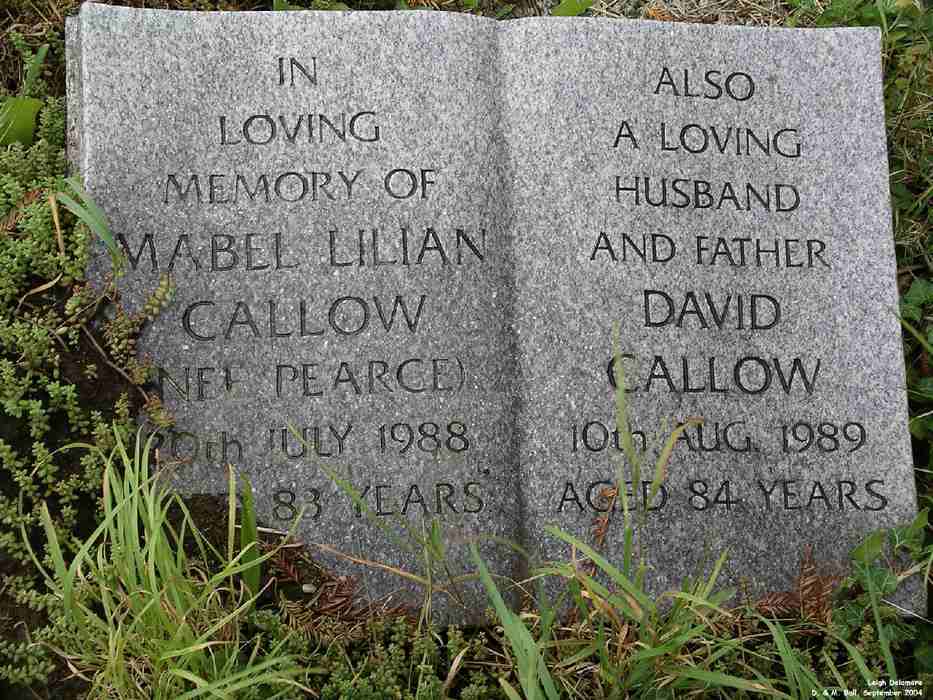 IN
LOVING
MEMORY OF
MABEL LILIAN
CALLOW
(NEE PEARCE)
JULY 1988
83 YEARS
ALSO
A LOVING
HUSBAND
AND FATHER
DAVID
CALLOW
10th AUG. 1989
AGED 84 YEARS
Leigh Delamere
D. & M. Ball, September 2004